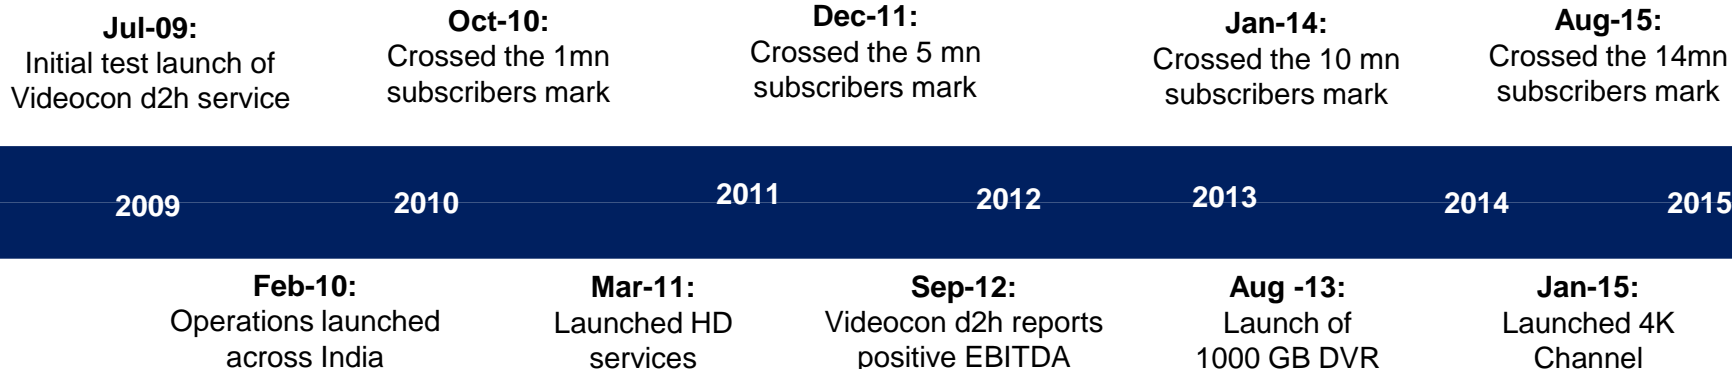 Jul-09:
Initial test launch of
Videocon d2h service
Oct-10:
Crossed the 1mn
subscribers mark
Dec-11:
Crossed the 5 mn
subscribers mark
Jan-14:
Crossed the 10 mn
subscribers mark
Aug-15:
Crossed the 14mn
subscribers mark
2009
2010
2011
2012
2013
2014
2015
Feb-10:
Operations launched
across India
Mar-11:
Launched HD
services
Sep-12:
Videocon d2h reports
positive EBITDA
Aug -13:
Launch of
1000 GB DVR
Jan-15:
Launched 4K
Channel